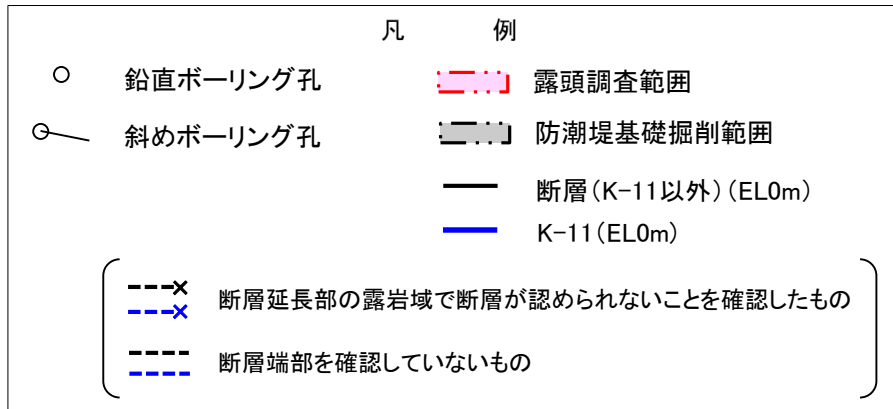 凡　　例
鉛直ボーリング孔
斜めボーリング孔
露頭調査範囲
防潮堤基礎掘削範囲
断層(K-11以外)(EL0m)
K-11(EL0m)
断層延長部の露岩域で断層が認められないことを確認したもの
断層端部を確認していないもの